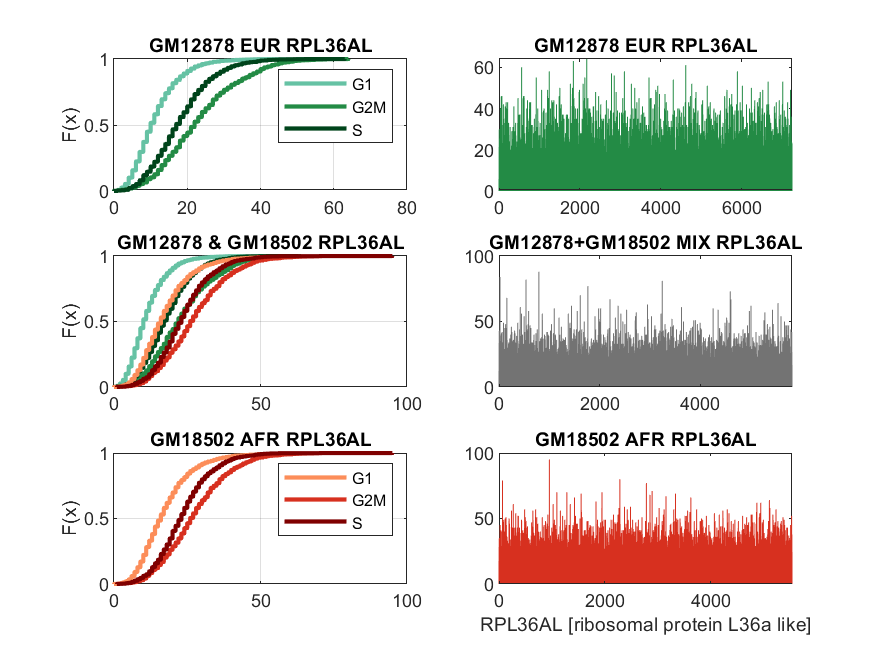 GM12878 EUR RPL36AL
F(x)
1
0.5
0
0 20 40 60 80
G1
G2M
S
GM12878 EUR RPL36AL
60
40
20
0
0 2000 4000 6000
GM12878 & GM18502 RPL36AL
F(x)
1
0.5
0
0 50 100
GM12878+GM18502 MIX RPL36AL
100
50
0
0 2000 4000
GM18502 AFR RPL36AL
F(x)
1
0.5
0
0 50 100
G1
G2M
S
GM18502 AFR RPL36AL
100
50
0
0 2000 4000
RPL36AL [ribosomal protein L36a like]